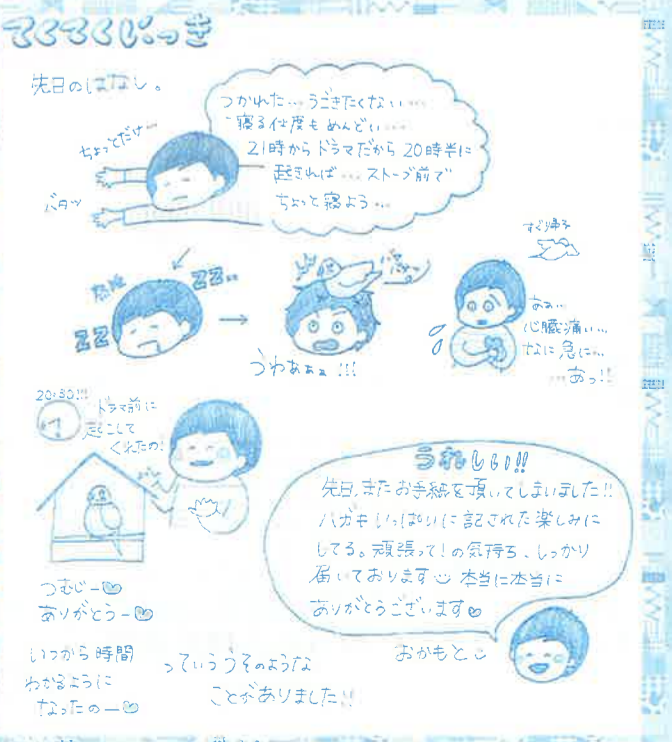 てくてくにっき
先日のはなし。
つかれた…うごきたくない…
寝る仕度もめんどい…
21時からドラマだから20時半に
起きれば…ストーブ前で
ちょっと寝よう…
ちょっとだけ…
バタッ
ZZ
ZZ..
うわあぁぁ!!!
すぐり帰る
あぁ…
心臓痛い…
なに急に…
…あっ!!
20:30!!!
ドラマ前に
起こして
くれたの!
つむじー
ありがとうー
いつから時間
わかるように
なったのー
っていううそのような
ことがありました!!
うれしい!!
先日、またお手紙を頂いてしまいました!!
ハガキいっぱいに記された楽しみに
してる。頑張って!の気持ち、しっかり
届いております 本当に本当に
ありがとうございます
おかもと